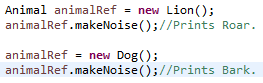 Animal animalRef = new Lion();
animalRef.makeNoise();//Prints Roar.
animalRef = new Dog();
animalRef.makeNoise();//Prints Bark.